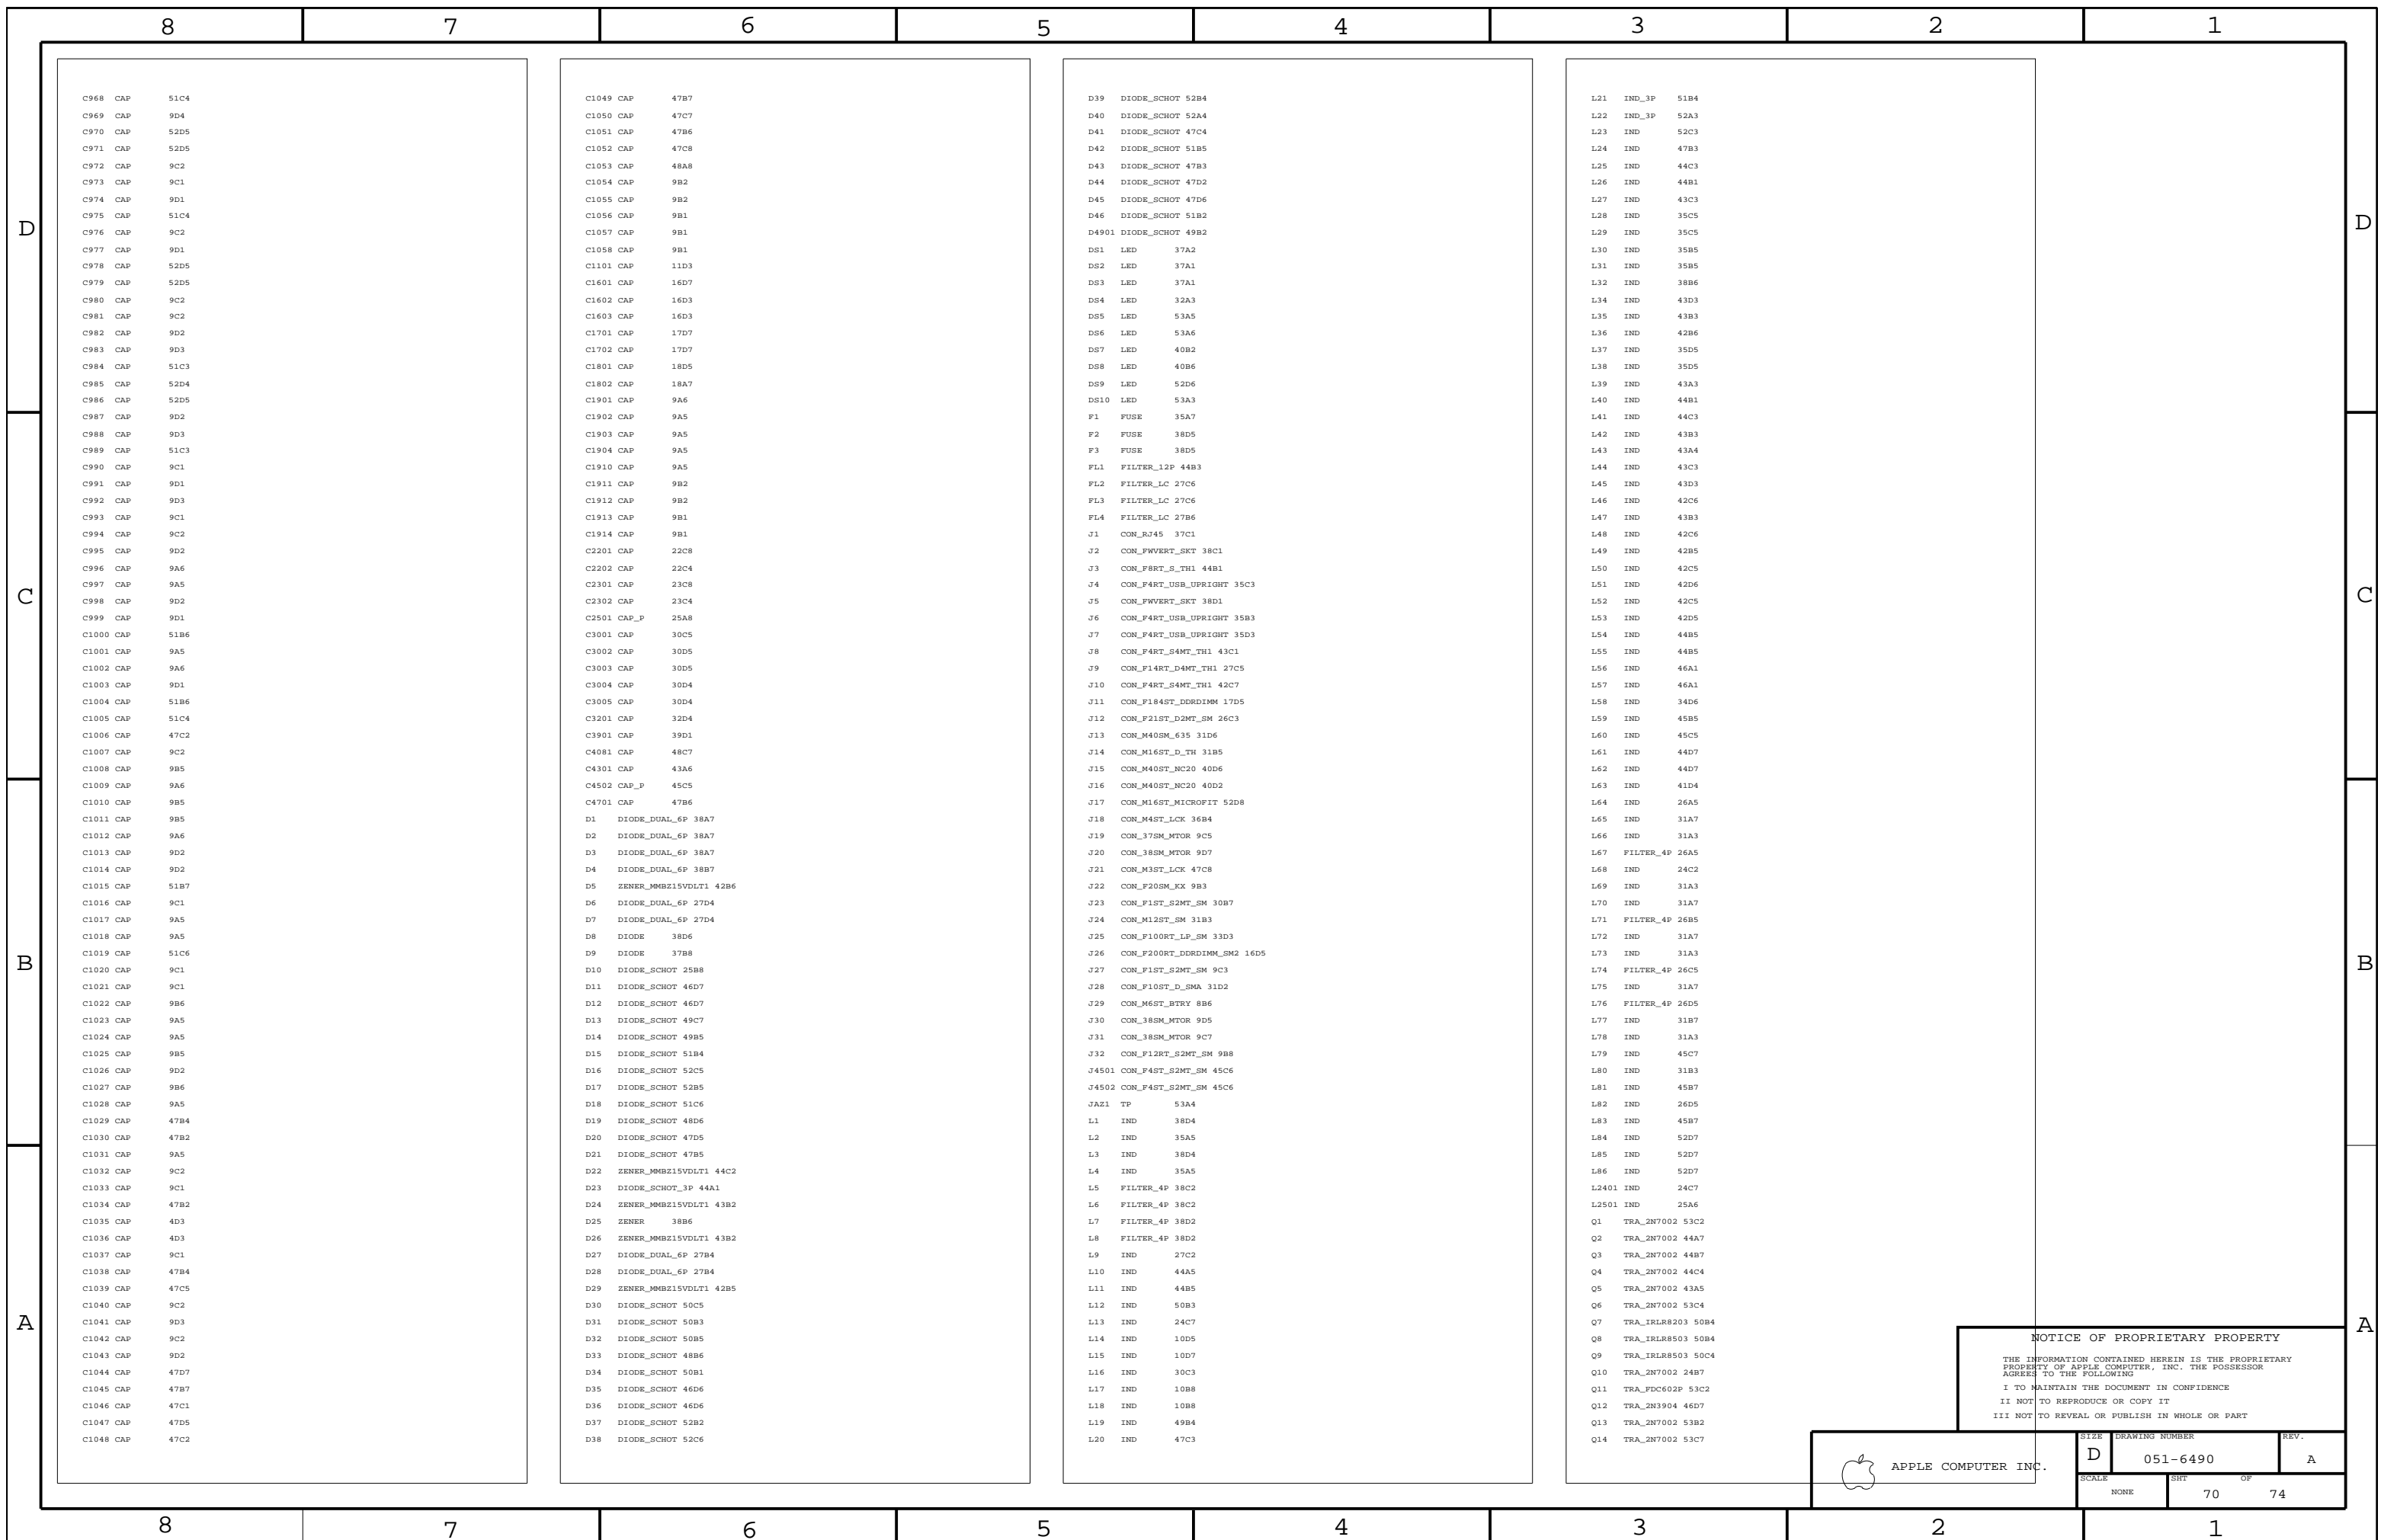 8 7 6 5 4 3 2 1
C968 CAP 51C4
C969 CAP 9D4
C970 CAP 52D5
C971 CAP 52D5
C972 CAP 9C2
C973 CAP 9C1
C974 CAP 9D1
C975 CAP 51C4
C976 CAP 9C2
C977 CAP 9D1
C978 CAP 52D5
C979 CAP 52D5
C980 CAP 9C2
C981 CAP 9C2
C982 CAP 9D2
C983 CAP 9D3
C984 CAP 51C3
C985 CAP 52D4
C986 CAP 52D5
C987 CAP 9D2
C988 CAP 9D3
C989 CAP 51C3
C990 CAP 9C1
C991 CAP 9D1
C992 CAP 9D3
C993 CAP 9C1
C994 CAP 9C2
C995 CAP 9D2
C996 CAP 9A6
C997 CAP 9A5
C998 CAP 9D2
C999 CAP 9D1
C1000 CAP 51B6
C1001 CAP 9A5
C1002 CAP 9A6
C1003 CAP 9D1
C1004 CAP 51B6
C1005 CAP 51C4
C1006 CAP 47C2
C1007 CAP 9C2
C1008 CAP 9B5
C1009 CAP 9A6
C1010 CAP 9B5
C1011 CAP 9B5
C1012 CAP 9A6
C1013 CAP 9D2
C1014 CAP 9D2
C1015 CAP 51B7
C1016 CAP 9C1
C1017 CAP 9A5
C1018 CAP 9A5
C1019 CAP 51C6
C1020 CAP 9C1
C1021 CAP 9C1
C1022 CAP 9B6
C1023 CAP 9A5
C1024 CAP 9A5
C1025 CAP 9B5
C1026 CAP 9D2
C1027 CAP 9B6
C1028 CAP 9A5
C1029 CAP 47B4
C1030 CAP 47B2
C1031 CAP 9A5
C1032 CAP 9C2
C1033 CAP 9C1
C1034 CAP 47B2
C1035 CAP 4D3
C1036 CAP 4D3
C1037 CAP 9C1
C1038 CAP 47B4
C1039 CAP 47C5
C1040 CAP 9C2
C1041 CAP 9D3
C1042 CAP 9C2
C1043 CAP 9D2
C1044 CAP 47D7
C1045 CAP 47B7
C1046 CAP 47C1
C1047 CAP 47D5
C1048 CAP 47C2
C1049 CAP 47B7
C1050 CAP 47C7
C1051 CAP 47B6
C1052 CAP 47C8
C1053 CAP 48A8
C1054 CAP 9B2
C1055 CAP 9B2
C1056 CAP 9B1
C1057 CAP 9B1
C1058 CAP 9B1
C1101 CAP 11D3
C1601 CAP 16D7
C1602 CAP 16D3
C1603 CAP 16D3
C1701 CAP 17D7
C1702 CAP 17D7
C1801 CAP 18D5
C1802 CAP 18A7
C1901 CAP 9A6
C1902 CAP 9A5
C1903 CAP 9A5
C1904 CAP 9A5
C1910 CAP 9A5
C1911 CAP 9B2
C1912 CAP 9B2
C1913 CAP 9B1
C1914 CAP 9B1
C2201 CAP 22C8
C2202 CAP 22C4
C2301 CAP 23C8
C2302 CAP 23C4
C2501 CAP_P 25A8
C3001 CAP 30C5
C3002 CAP 30D5
C3003 CAP 30D5
C3004 CAP 30D4
C3005 CAP 30D4
C3201 CAP 32D4
C3901 CAP 39D1
C4081 CAP 48C7
C4301 CAP 43A6
C4502 CAP_P 45C5
C4701 CAP 47B6
D1 DIODE_DUAL_6P 38A7
D2 DIODE_DUAL_6P 38A7
D3 DIODE_DUAL_6P 38A7
D4 DIODE_DUAL_6P 38B7
D5 ZENER_MMBZ15VDLT1 42B6
D6 DIODE_DUAL_6P 27D4
D7 DIODE_DUAL_6P 27D4
D8 DIODE 38D6
D9 DIODE 37B8
D10 DIODE_SCHOT 25B8
D11 DIODE_SCHOT 46D7
D12 DIODE_SCHOT 46D7
D13 DIODE_SCHOT 49C7
D14 DIODE_SCHOT 49B5
D15 DIODE_SCHOT 51B4
D16 DIODE_SCHOT 52C5
D17 DIODE_SCHOT 52B5
D18 DIODE_SCHOT 51C6
D19 DIODE_SCHOT 48D6
D20 DIODE_SCHOT 47D5
D21 DIODE_SCHOT 47B5
D22 ZENER_MMBZ15VDLT1 44C2
D23 DIODE_SCHOT_3P 44A1
D24 ZENER_MMBZ15VDLT1 43B2
D25 ZENER 38B6
D26 ZENER_MMBZ15VDLT1 43B2
D27 DIODE_DUAL_6P 27B4
D28 DIODE_DUAL_6P 27B4
D29 ZENER_MMBZ15VDLT1 42B5
D30 DIODE_SCHOT 50C5
D31 DIODE_SCHOT 50B3
D32 DIODE_SCHOT 50B5
D33 DIODE_SCHOT 48B6
D34 DIODE_SCHOT 50B1
D35 DIODE_SCHOT 46D6
D36 DIODE_SCHOT 46D6
D37 DIODE_SCHOT 52B2
D38 DIODE_SCHOT 52C6
D39 DIODE_SCHOT 52B4
D40 DIODE_SCHOT 52A4
D41 DIODE_SCHOT 47C4
D42 DIODE_SCHOT 51B5
D43 DIODE_SCHOT 47B3
D44 DIODE_SCHOT 47D2
D45 DIODE_SCHOT 47D6
D46 DIODE_SCHOT 51B2
D4901 DIODE_SCHOT 49B2
DS1 LED 37A2
DS2 LED 37A1
DS3 LED 37A1
DS4 LED 32A3
DS5 LED 53A5
DS6 LED 53A6
DS7 LED 40B2
DS8 LED 40B6
DS9 LED 52D6
DS10 LED 53A3
F1 FUSE 35A7
F2 FUSE 38D5
F3 FUSE 38D5
FL1 FILTER_12P 44B3
FL2 FILTER_LC 27C6
FL3 FILTER_LC 27C6
FL4 FILTER_LC 27B6
J1 CON_RJ45 37C1
J2 CON_FWVERT_SKT 38C1
J3 CON_F8RT_S_TH1 44B1
J4 CON_F4RT_USB_UPRIGHT 35C3
J5 CON_FWVERT_SKT 38D1
J6 CON_F4RT_USB_UPRIGHT 35B3
J7 CON_F4RT_USB_UPRIGHT 35D3
J8 CON_F4RT_S4MT_TH1 43C1
J9 CON_F14RT_D4MT_TH1 27C5
J10 CON_F4RT_S4MT_TH1 42C7
J11 CON_F184ST_DDRDIMM 17D5
J12 CON_F21ST_D2MT_SM 26C3
J13 CON_M40SM_635 31D6
J14 CON_M16ST_D_TH 31B5
J15 CON_M40ST_NC20 40D6
J16 CON_M40ST_NC20 40D2
J17 CON_M16ST_MICROFIT 52D8
J18 CON_M4ST_LCK 36B4
J19 CON_37SM_MTOR 9C5
J20 CON_38SM_MTOR 9D7
J21 CON_M3ST_LCK 47C8
J22 CON_F20SM_KX 9B3
J23 CON_F1ST_S2MT_SM 30B7
J24 CON_M12ST_SM 31B3
J25 CON_F100RT_LP_SM 33D3
J26 CON_F200RT_DDRDIMM_SM2 16D5
J27 CON_F1ST_S2MT_SM 9C3
J28 CON_F10ST_D_SMA 31D2
J29 CON_M6ST_BTRY 8B6
J30 CON_38SM_MTOR 9D5
J31 CON_38SM_MTOR 9C7
J32 CON_F12RT_S2MT_SM 9B8
J4501 CON_F4ST_S2MT_SM 45C6
J4502 CON_F4ST_S2MT_SM 45C6
JAZ1 TP 53A4
L1 IND 38D4
L2 IND 35A5
L3 IND 38D4
L4 IND 35A5
L5 FILTER_4P 38C2
L6 FILTER_4P 38C2
L7 FILTER_4P 38D2
L8 FILTER_4P 38D2
L9 IND 27C2
L10 IND 44A5
L11 IND 44B5
L12 IND 50B3
L13 IND 24C7
L14 IND 10D5
L15 IND 10D7
L16 IND 30C3
L17 IND 10B8
L18 IND 10B8
L19 IND 49B4
L20 IND 47C3
L21 IND_3P 51B4
L22 IND_3P 52A3
L23 IND 52C3
L24 IND 47B3
L25 IND 44C3
L26 IND 44B1
L27 IND 43C3
L28 IND 35C5
L29 IND 35C5
L30 IND 35B5
L31 IND 35B5
L32 IND 38B6
L34 IND 43D3
L35 IND 43B3
L36 IND 42B6
L37 IND 35D5
L38 IND 35D5
L39 IND 43A3
L40 IND 44B1
L41 IND 44C3
L42 IND 43B3
L43 IND 43A4
L44 IND 43C3
L45 IND 43D3
L46 IND 42C6
L47 IND 43B3
L48 IND 42C6
L49 IND 42B5
L50 IND 42C5
L51 IND 42D6
L52 IND 42C5
L53 IND 42D5
L54 IND 44B5
L55 IND 44B5
L56 IND 46A1
L57 IND 46A1
L58 IND 34D6
L59 IND 45B5
L60 IND 45C5
L61 IND 44D7
L62 IND 44D7
L63 IND 41D4
L64 IND 26A5
L65 IND 31A7
L66 IND 31A3
L67 FILTER_4P 26A5
L68 IND 24C2
L69 IND 31A3
L70 IND 31A7
L71 FILTER_4P 26B5
L72 IND 31A7
L73 IND 31A3
L74 FILTER_4P 26C5
L75 IND 31A7
L76 FILTER_4P 26D5
L77 IND 31B7
L78 IND 31A3
L79 IND 45C7
L80 IND 31B3
L81 IND 45B7
L82 IND 26D5
L83 IND 45B7
L84 IND 52D7
L85 IND 52D7
L86 IND 52D7
L2401 IND 24C7
L2501 IND 25A6
Q1 TRA_2N7002 53C2
Q2 TRA_2N7002 44A7
Q3 TRA_2N7002 44B7
Q4 TRA_2N7002 44C4
Q5 TRA_2N7002 43A5
Q6 TRA_2N7002 53C4
Q7 TRA_IRLR8203 50B4
Q8 TRA_IRLR8503 50B4
Q9 TRA_IRLR8503 50C4
Q10 TRA_2N7002 24B7
Q11 TRA_FDC602P 53C2
Q12 TRA_2N3904 46D7
Q13 TRA_2N7002 53B2
Q14 TRA_2N7002 53C7
D D
C C
B B
A A
NOTICE OF PROPRIETARY PROPERTY
THE INFORMATION CONTAINED HEREIN IS THE PROPRIETARY
PROPERTY OF APPLE COMPUTER, INC. THE POSSESSOR
AGREES TO THE FOLLOWING
I TO MAINTAIN THE DOCUMENT IN CONFIDENCE
II NOT TO REPRODUCE OR COPY IT
III NOT TO REVEAL OR PUBLISH IN WHOLE OR PART
APPLE COMPUTER INC.
SIZE DRAWING NUMBER REV.
D 051-6490 A
SCALE SHT OF
NONE 70 74
8 7 6 5 4 3 2 1